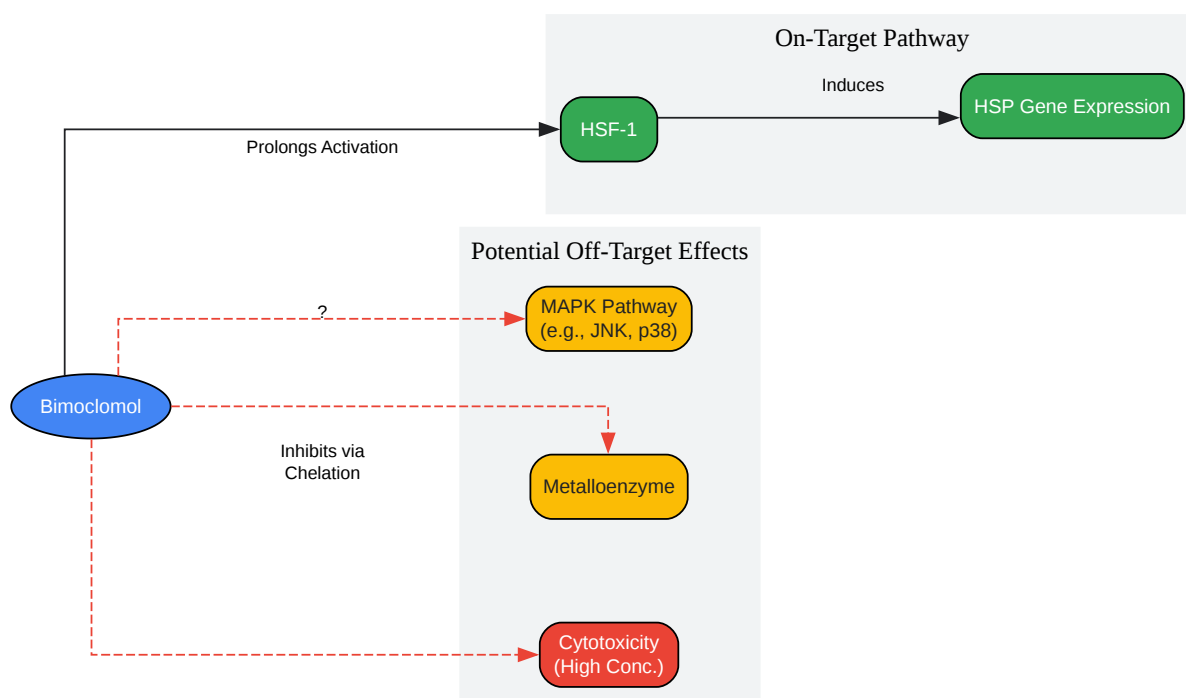 On-Target Pathway
Induces
HSP Gene Expression
HSF-1
Prolongs Activation
Potential Off-Target Effects
MAPK Pathway
(e.g., JNK, p38)
?
Bimoclomol
Inhibits via
Chelation
Metalloenzyme
Cytotoxicity
(High Conc.)